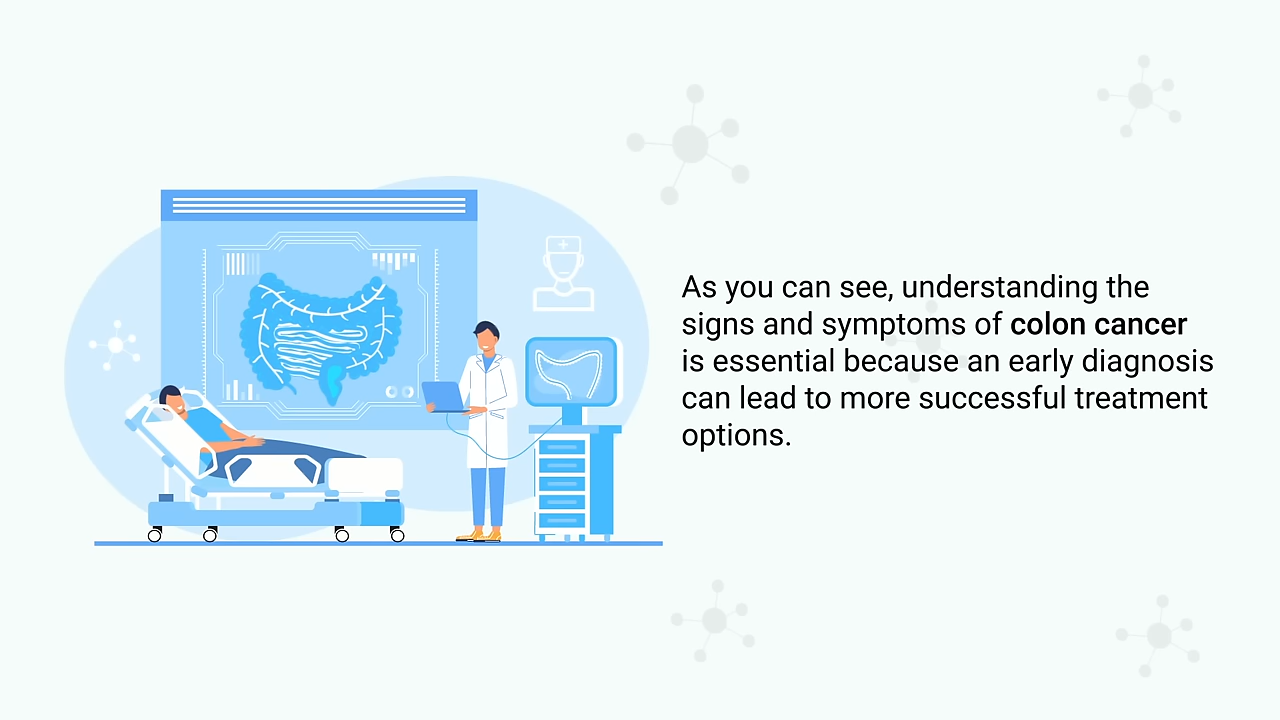 As you can see, understanding the
signs and symptoms of colon cancer
is essential because an early diagnosis
can lead to more successful treatment
options.